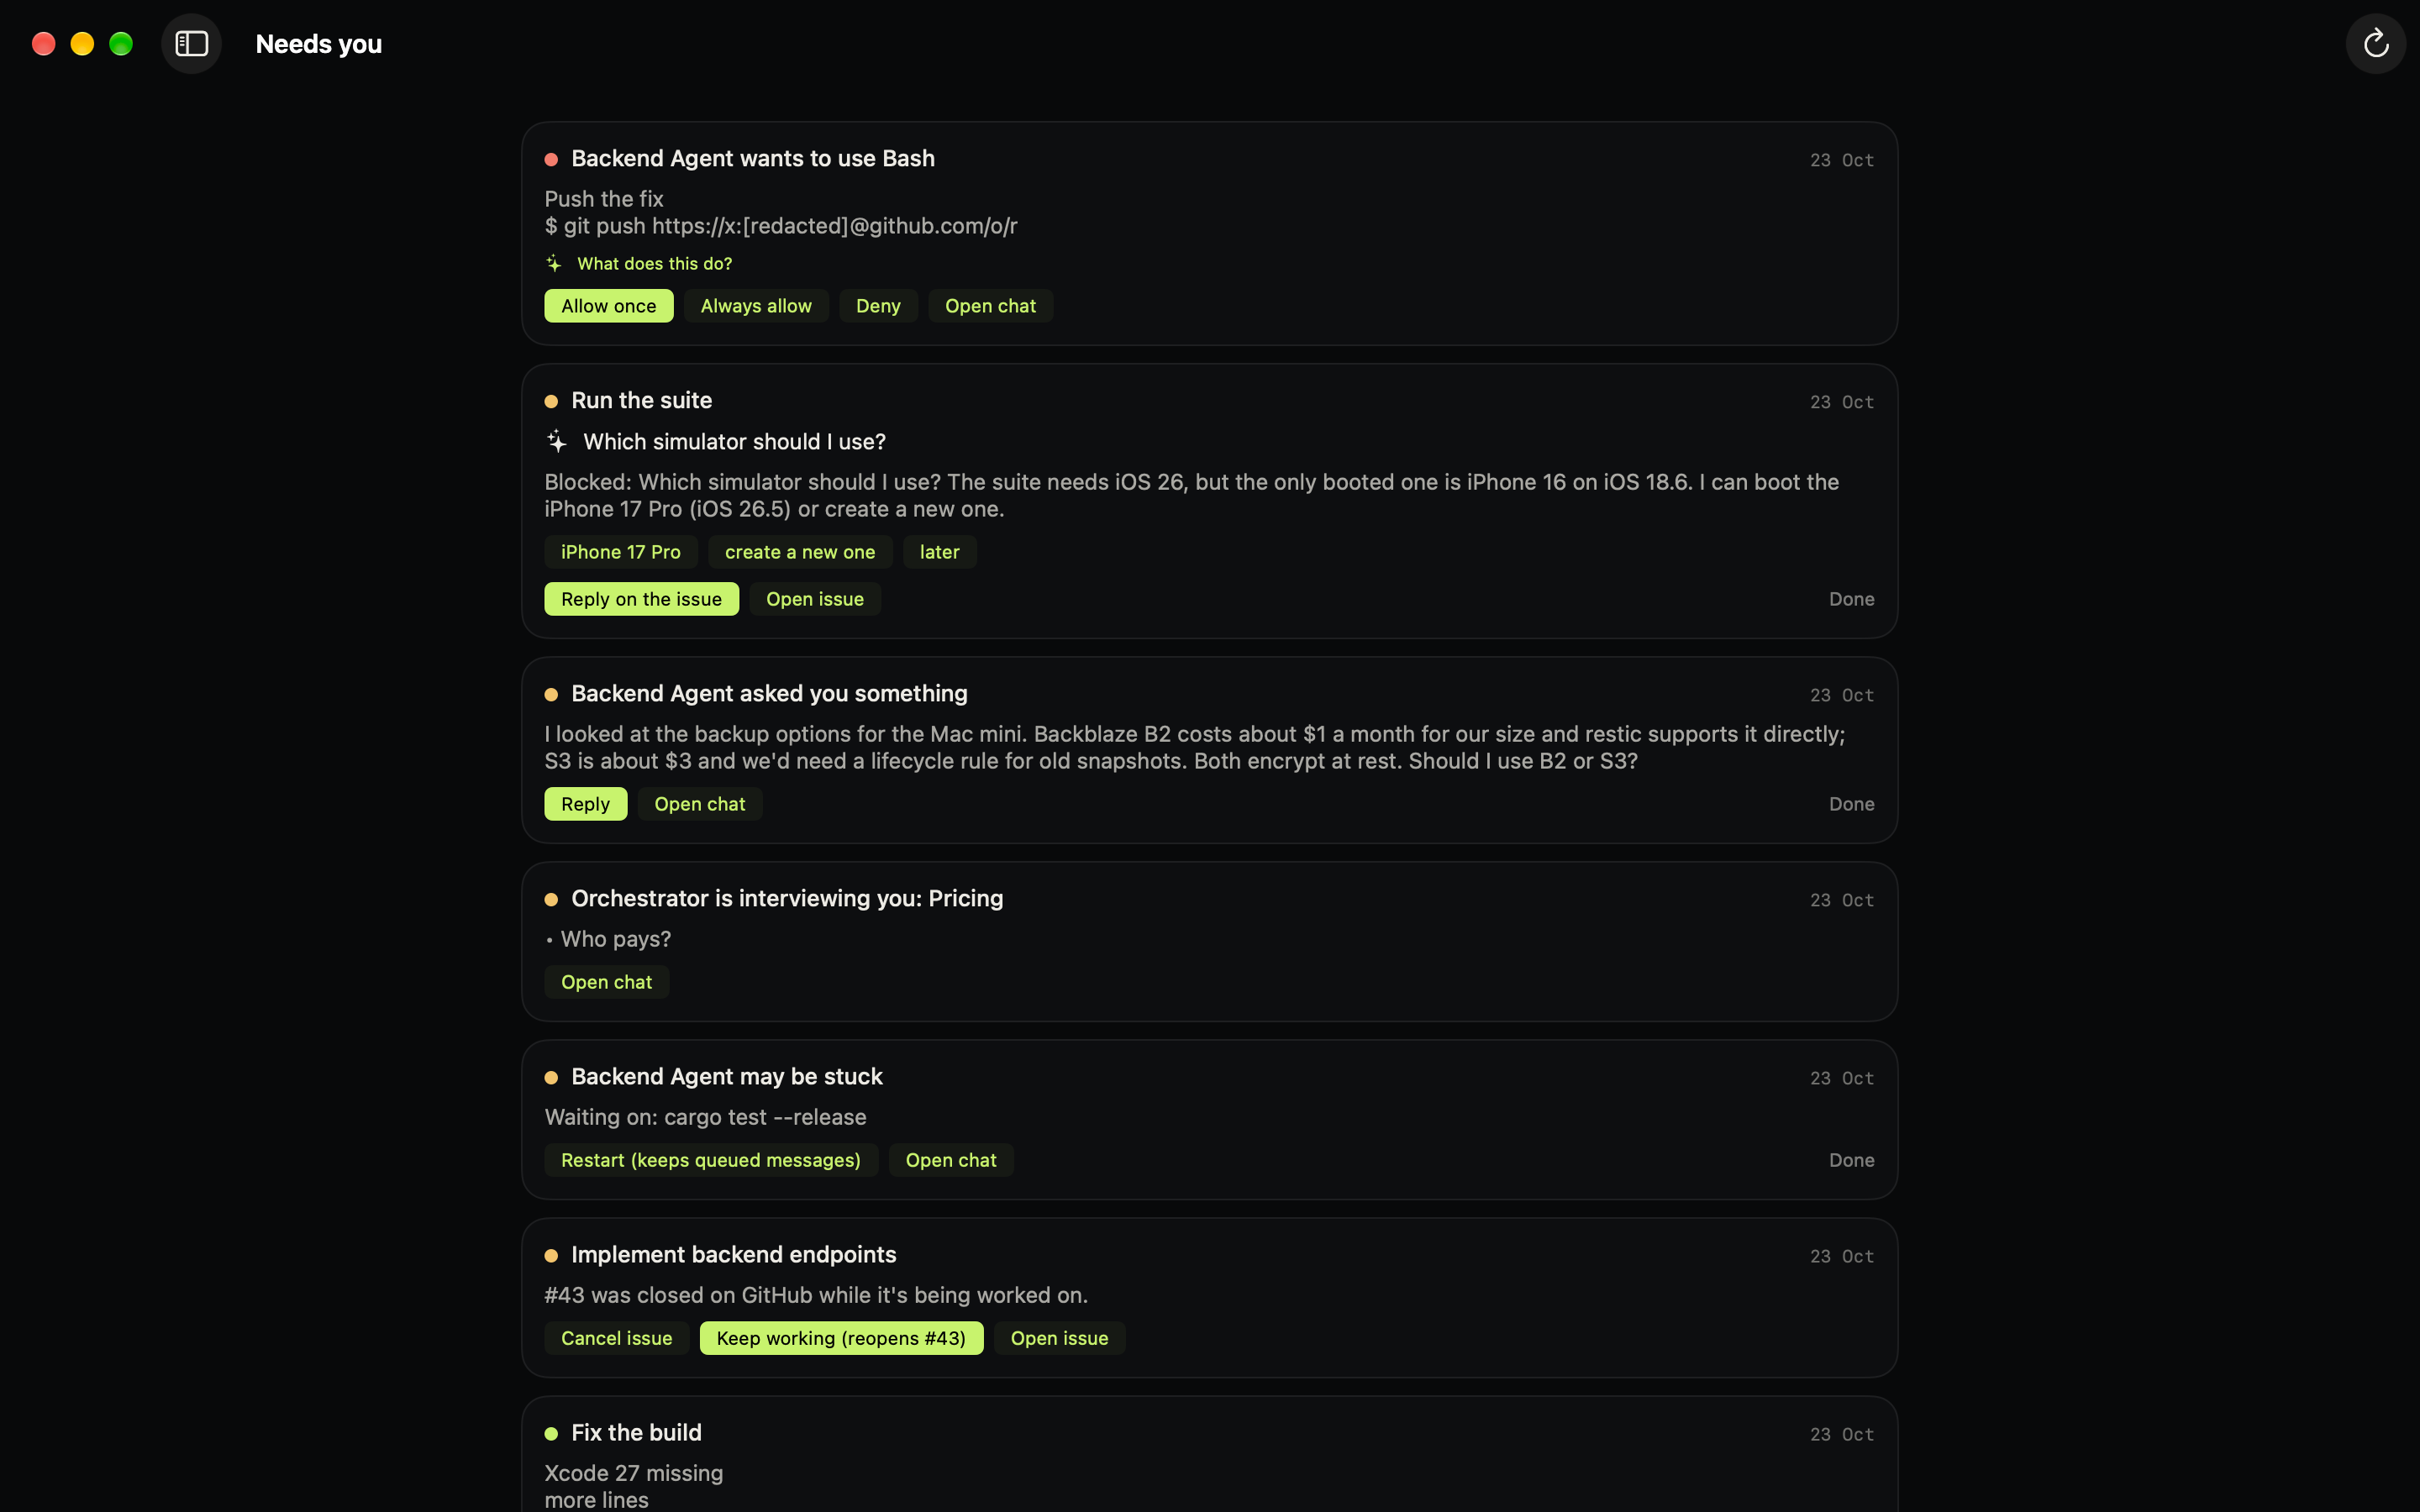 Needs you
Backend Agent wants to use Bash
23 Oct
Push the fix
$ git push https://x:[redacted]@github.com/o/r
What does this do?
Allow once
Always allow
Deny
Open chat
Run the suite
23 Oct
Which simulator should I use?
Blocked: Which simulator should I use? The suite needs iOS 26, but the only booted one is iPhone 16 on iOS 18.6. I can boot the
iPhone 17 Pro (iOS 26.5) or create a new one.
iPhone 17 Pro
create a new one
later
Reply on the issue
Open issue
Done
Backend Agent asked you something
23 Oct
I looked at the backup options for the Mac mini. Backblaze B2 costs about $1 a month for our size and restic supports it directly;
S3 is about $3 and we'd need a lifecycle rule for old snapshots. Both encrypt at rest. Should I use B2 or S3?
Reply
Open chat
Done
Orchestrator is interviewing you: Pricing
23 Oct
• Who pays?
Open chat
Backend Agent may be stuck
23 Oct
Waiting on: cargo test --release
Restart (keeps queued messages)
Open chat
Done
Implement backend endpoints
23 Oct
#43 was closed on GitHub while it's being worked on.
Cancel issue
Keep working (reopens #43)
Open issue
Fix the build
23 Oct
Xcode 27 missing
more lines